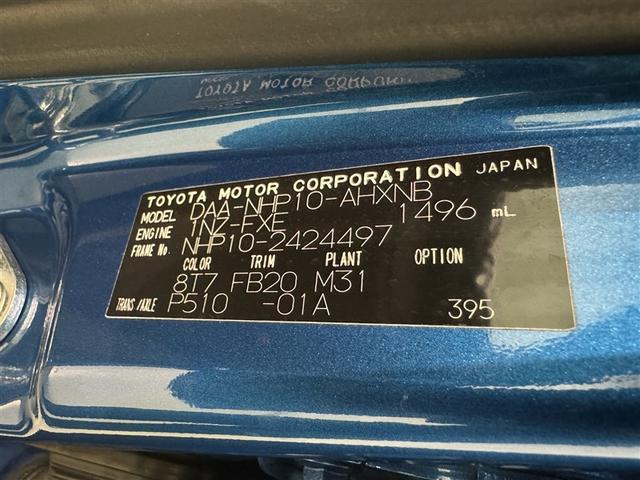 TOYOTA MOTOR CORPORATION JAPAN
MODEL DAA-NHP10-AHXNB
ENGINE 1NZ-FXE 1496 mL
FRAME No. NHP10-2424497
COLOR TRIM PLANT OPTION
8T7 FB20 M31
TRANS/AXLE P510 -01A 395